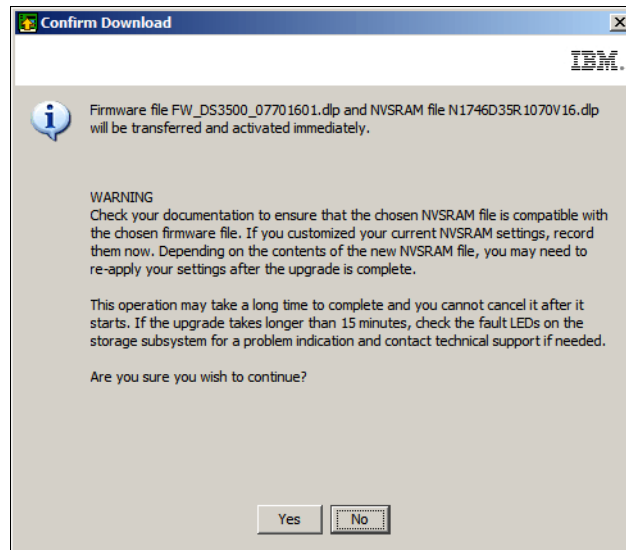 Confirm Download
IBM.
Firmware file FW_DS3500_07701601.dlp and NVSRAM file N1746D35R1070V16.dlp
will be transferred and activated immediately.
WARNING
Check your documentation to ensure that the chosen NVSRAM file is compatible with
the chosen firmware file. If you customized your current NVSRAM settings, record
them now. Depending on the contents of the new NVSRAM file, you may need to
re-apply your settings after the upgrade is complete.
This operation may take a long time to complete and you cannot cancel it after it
starts. If the upgrade takes longer than 15 minutes, check the fault LEDs on the
storage subsystem for a problem indication and contact technical support if needed.
Are you sure you wish to continue?
Yes No